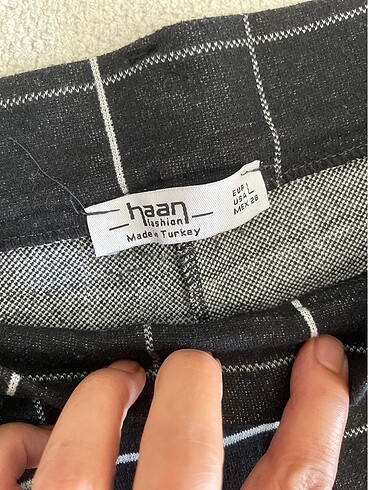 haan
fashion
Made in Turkey
EUR L
USA L
MEX 38